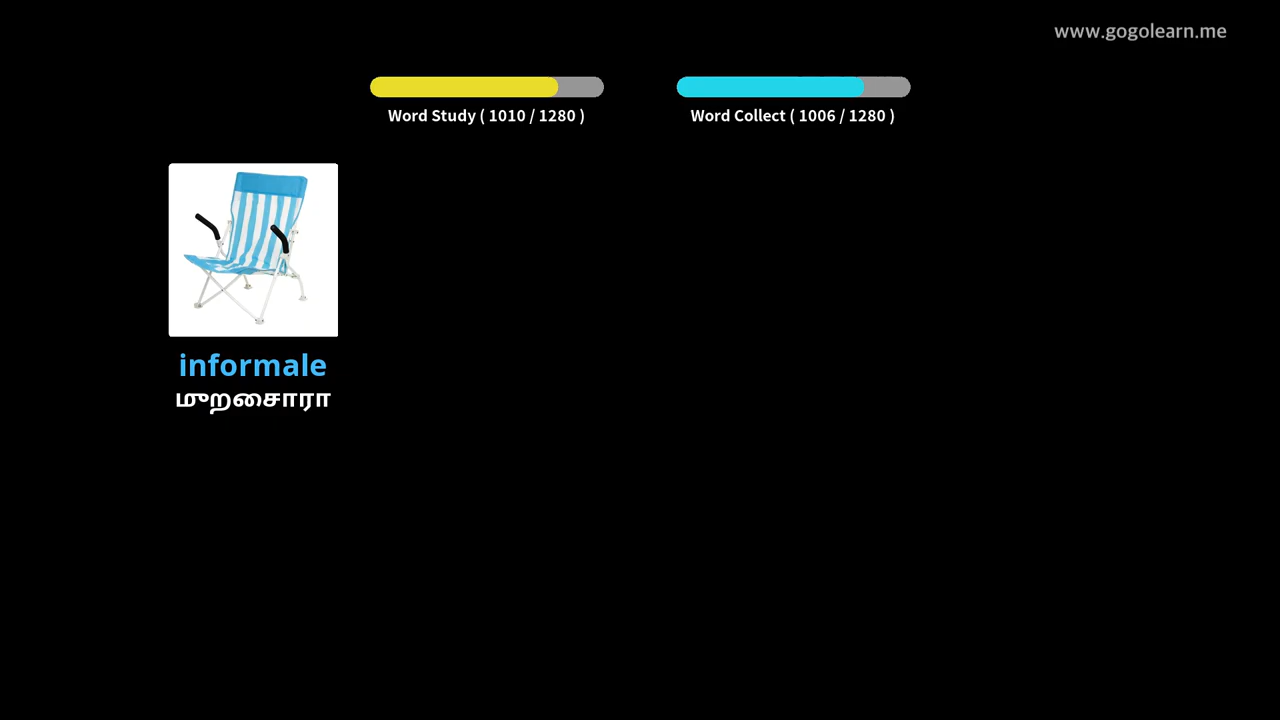 www.gogolearn.me
Word Study ( 1010 / 1280 )
Word Collect ( 1006 / 1280 )
informale
முறைசாரா